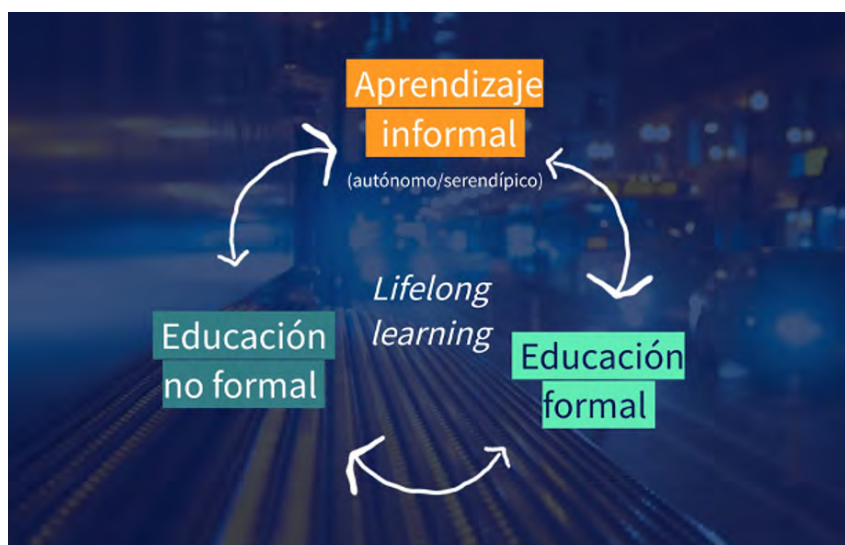 Aprendizaje
informal
(autónomo/serendípico)
Lifelong
learning
Educación
no formal
Educación
formal